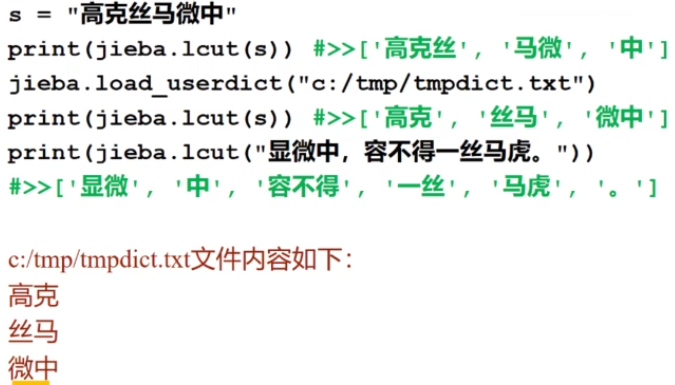 s = "高克丝马微中"
print(jieba.lcut(s)) #>>['高克丝', '马微', '中']
jieba.load_userdict("c:/tmp/tmpdict.txt")
print(jieba.lcut(s)) #>>['高克', '丝马', '微中']
print(jieba.lcut("显微中，容不得一丝马虎。"))
#>>['显微', '中', '容不得', '一丝', '马虎', '。']
c:/tmp/tmpdict.txt文件内容如下：
高克
丝马
微中